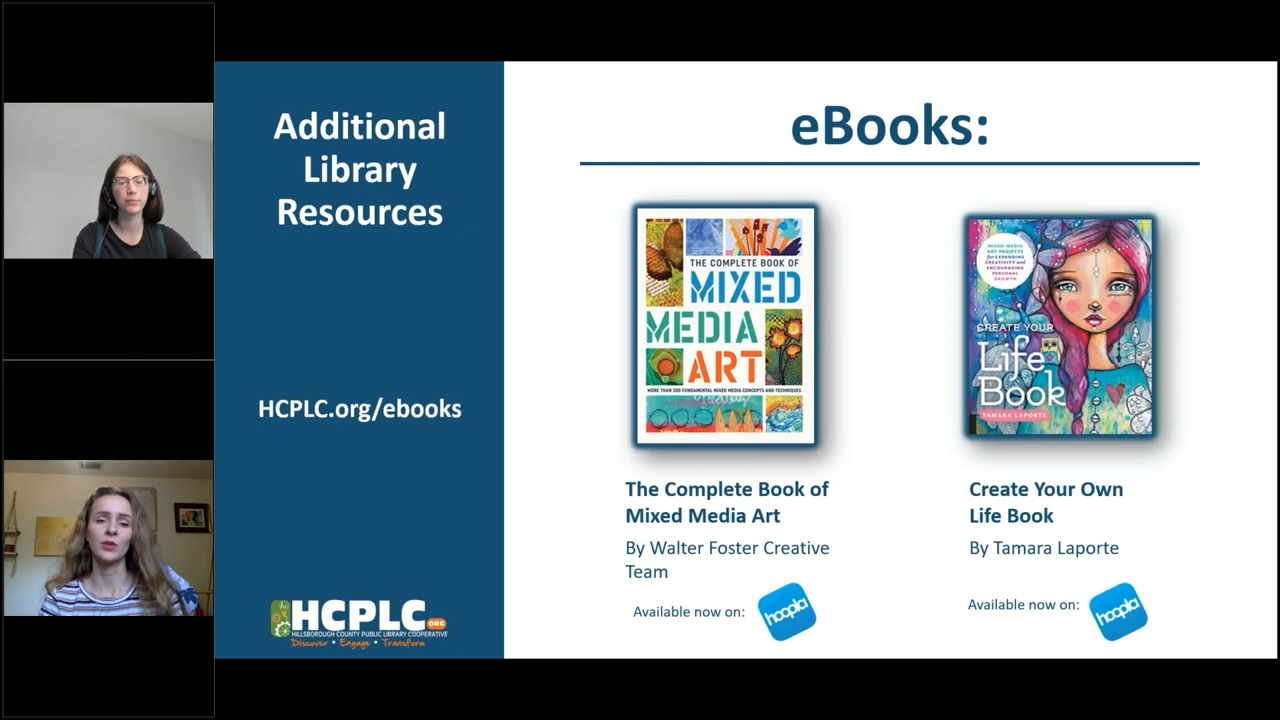 Additional
Library
Resources
HCPLC.org/ebooks
HCPLC.ORG
HILLSBOROUGH COUNTY PUBLIC LIBRARY COOPERATIVE
Discover • Engage • Transform
eBooks:
THE COMPLETE BOOK OF
MIXED
MEDIA
ART
MORE THAN 200 FUNDAMENTAL MIXED MEDIA CONCEPTS AND TECHNIQUES
The Complete Book of
Mixed Media Art
By Walter Foster Creative
Team
Available now on:
hoopla
MIXED-MEDIA
ART PROJECTS
for EXPANDING
CREATIVITY and
ENCOURAGING
PERSONAL
GROWTH
CREATE YOUR
Life
Book
TAMARA LAPORTE
Create Your Own
Life Book
By Tamara Laporte
Available now on:
hoopla